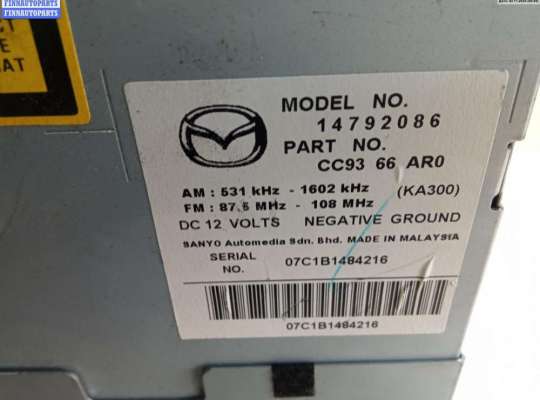 FINNAUTOPARTS
FINNAUTOPARTS
MODEL NO.
14792086
PART NO.
CC93 66 AR0
AM : 531 kHz - 1602 kHz (KA300)
FM : 87.5 MHz - 108 MHz
DC 12 VOLTS NEGATIVE GROUND
SANYO Automedia Sdn. Bhd. MADE IN MALAYSIA
SERIAL NO. 07C1B1484216
07C1B1484216